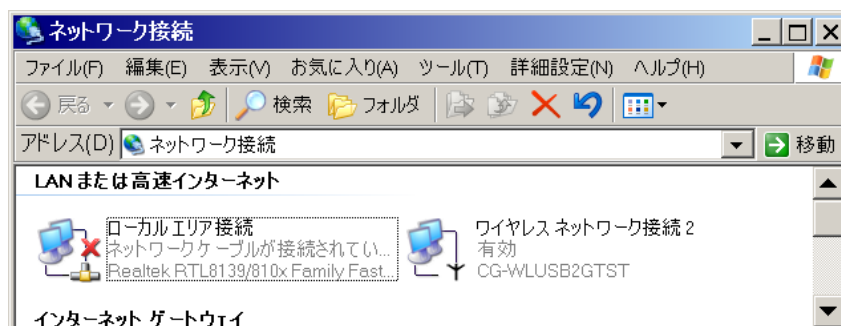 ネットワーク接続
ファイル(F) 編集(E) 表示(V) お気に入り(A) ツール(T) 詳細設定(N) ヘルプ(H)
戻る 検索 フォルダ
アドレス(D) ネットワーク接続 移動
LAN または高速インターネット
ローカル エリア接続
ネットワークケーブルが接続されてい...
Realtek RTL8139/810x Family Fast...
ワイヤレス ネットワーク接続 2
有効
CG-WLUSB2GTST
インターネット ゲートウェイ